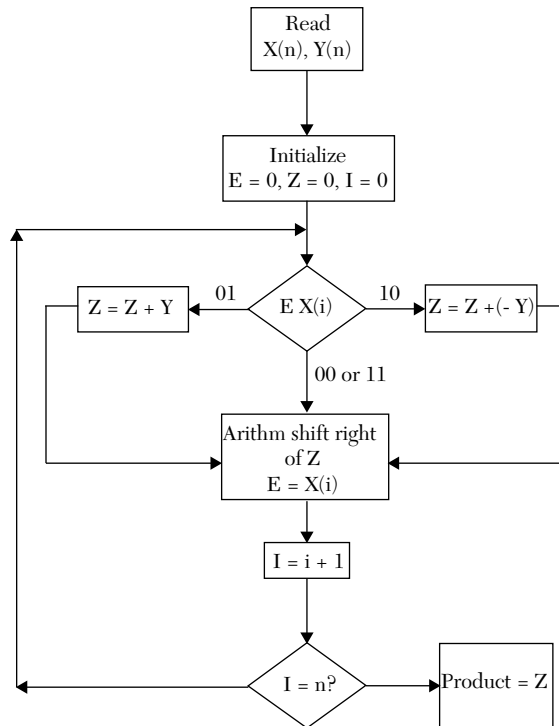 Read
X(n), Y(n)
Initialize
E = 0, Z = 0, I = 0
01
10
Z = Z + Y
E X(i)
Z = Z +(- Y)
00 or 11
Arithm shift right
of Z
E = X(i)
I = i + 1
I = n?
Product = Z